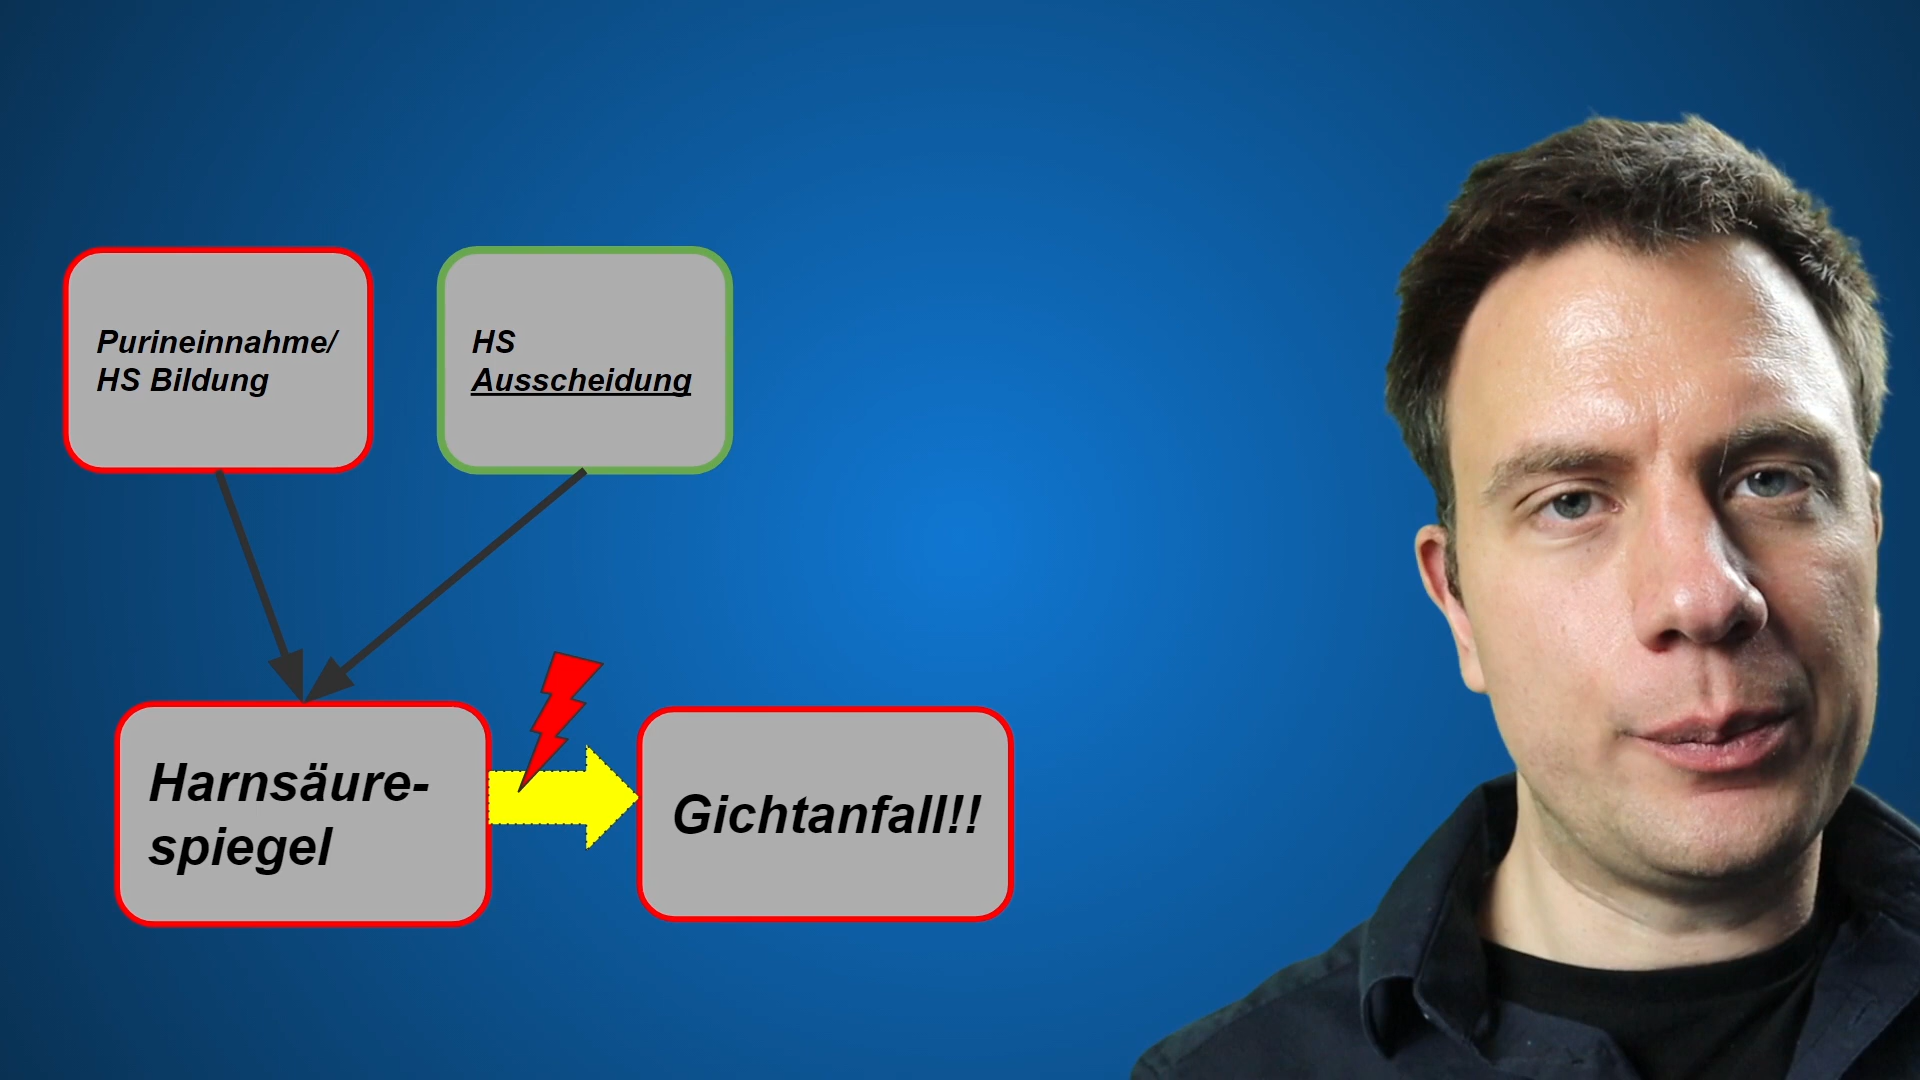 Purineinnahme/
HS Bildung
HS
Ausscheidung
Harnsäure-
spiegel
Gichtanfall!!